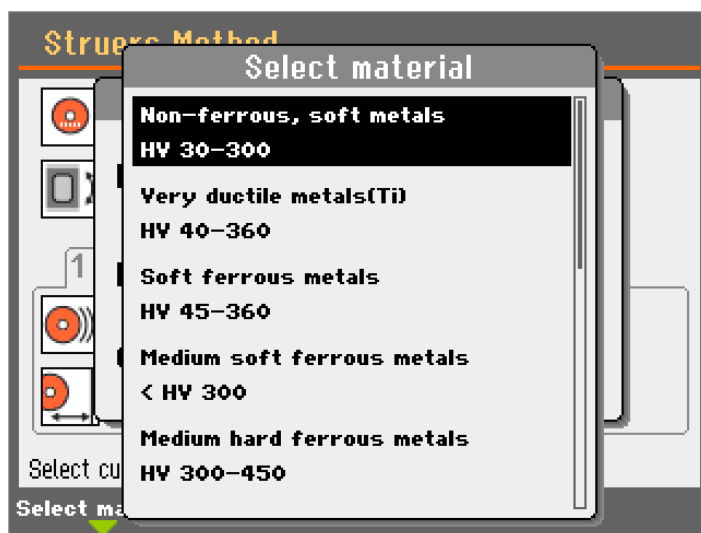 Struers Method
Select material
Non-ferrous, soft metals
HV 30-300
Very ductile metals(Ti)
HV 40-360
Soft ferrous metals
HV 45-360
Medium soft ferrous metals
< HV 300
Medium hard ferrous metals
HV 300-450
1
Select cu
Select ma